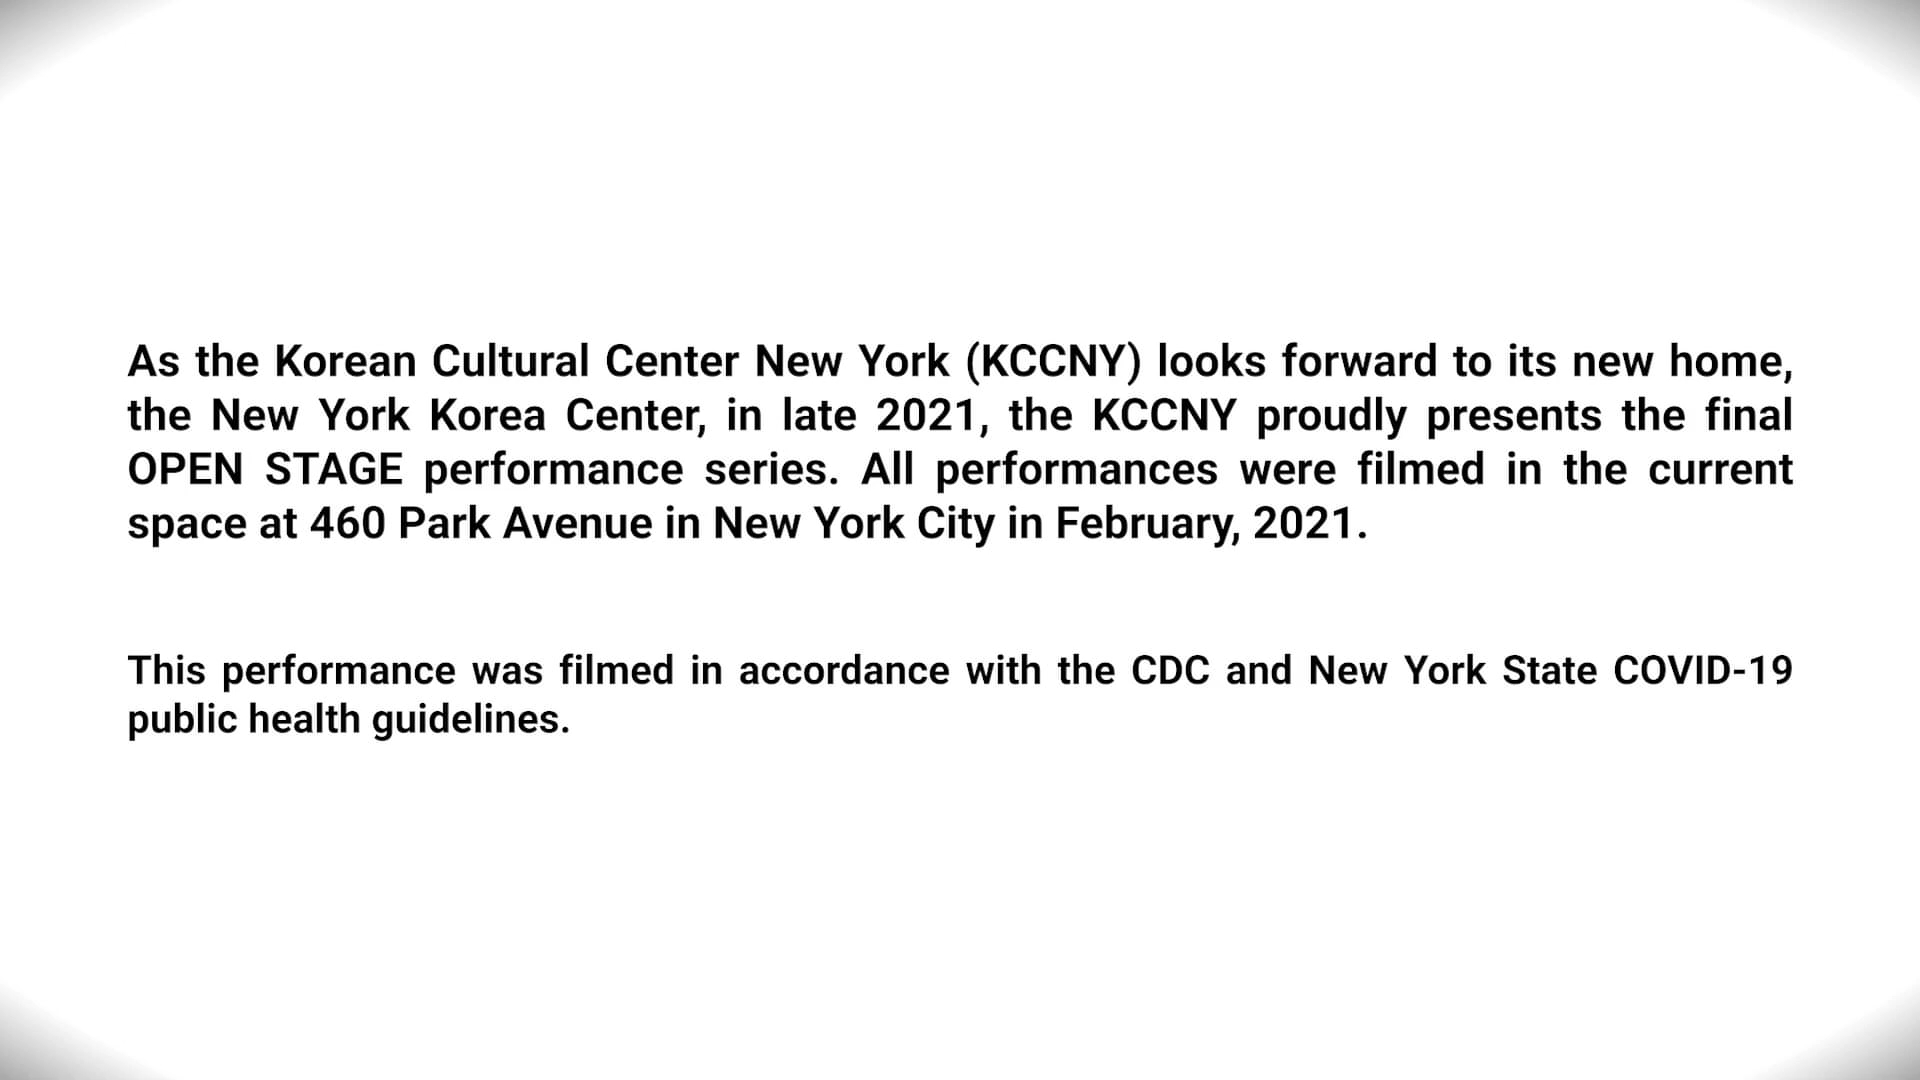 As the Korean Cultural Center New York (KCCNY) looks forward to its new home,
the New York Korea Center, in late 2021, the KCCNY proudly presents the final
OPEN STAGE performance series. All performances were filmed in the current
space at 460 Park Avenue in New York City in February, 2021.
This performance was filmed in accordance with the CDC and New York State COVID-19
public health guidelines.